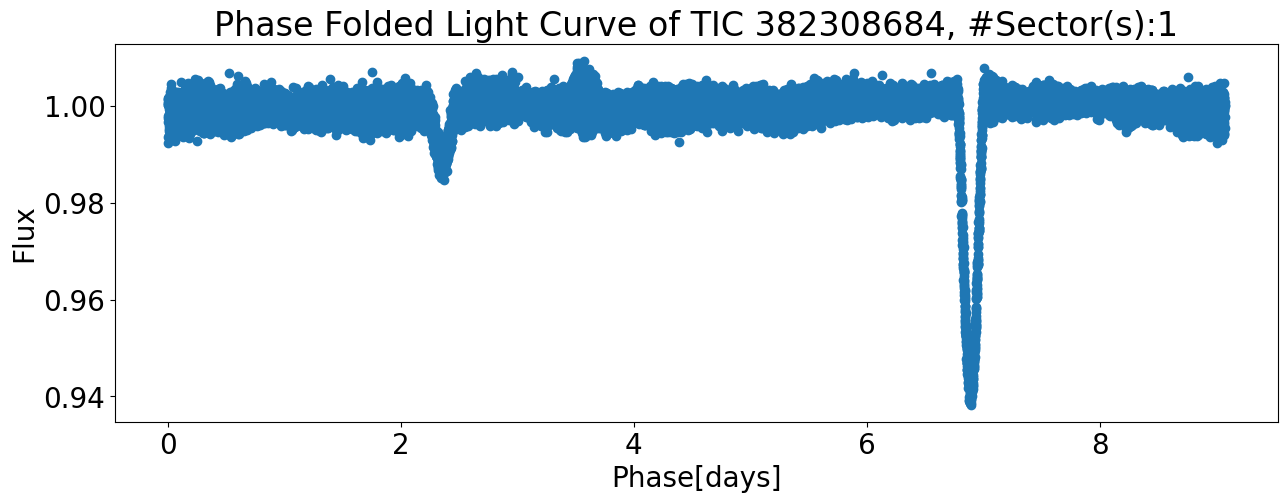 Phase Folded Light Curve of TIC 382308684, #Sector(s):1
1.00
0.98
0.96
0.94
Flux
0 2 4 6 8
Phase[days]